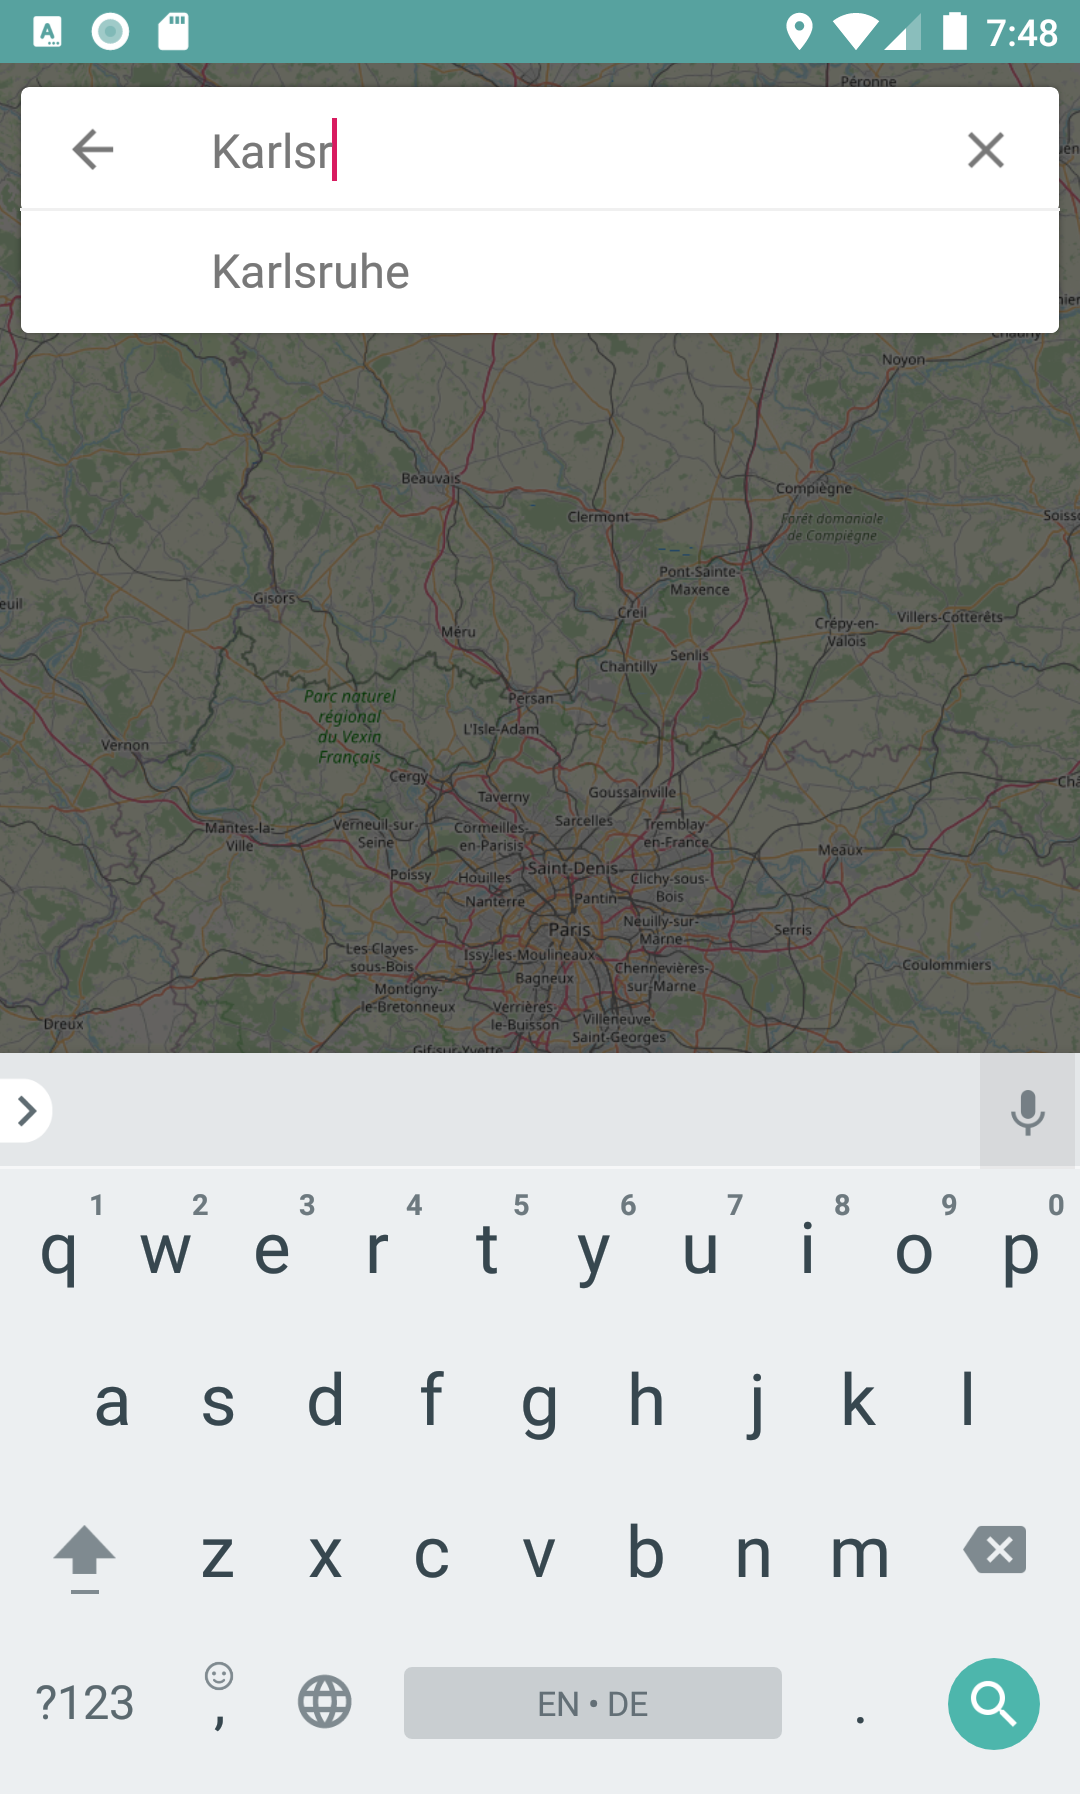 7:48
Péronne
Karlsr
Karlsruhe
Chauny
Noyon
Beauvais
Compiègne
Clermont
Forêt domaniale
de Compiègne
Pont-Sainte-
Maxence
Gisors
Creil
Villers-Cotterêts
Crépy-en-
Valois
Méru
Senlis
Chantilly
Parc naturel
régional
du Vexin
Français
Persan
L'Isle-Adam
Vernon
Cergy
Taverny
Goussainville
Mantes-la-
Ville
Verneuil-sur-
Seine
Cormeilles-
en-Parisis
Sarcelles
Tremblay-
en-France
Meaux
Poissy
Houilles
Saint-Denis
Clichy-sous-
Bois
Nanterre
Pantin
Paris
Neuilly-sur-
Marne
Serris
Les Clayes-
sous-Bois
Issy-les-Moulineaux
Bagneux
Chennevières-
sur-Marne
Coulommiers
Montigny-
le-Bretonneux
Verrières-
le-Buisson
Villeneuve-
Saint-Georges
Dreux
Gif-sur-Yvette
1 2 3 4 5 6 7 8 9 0
q w e r t y u i o p
a s d f g h j k l
z x c v b n m
?123 , EN • DE .